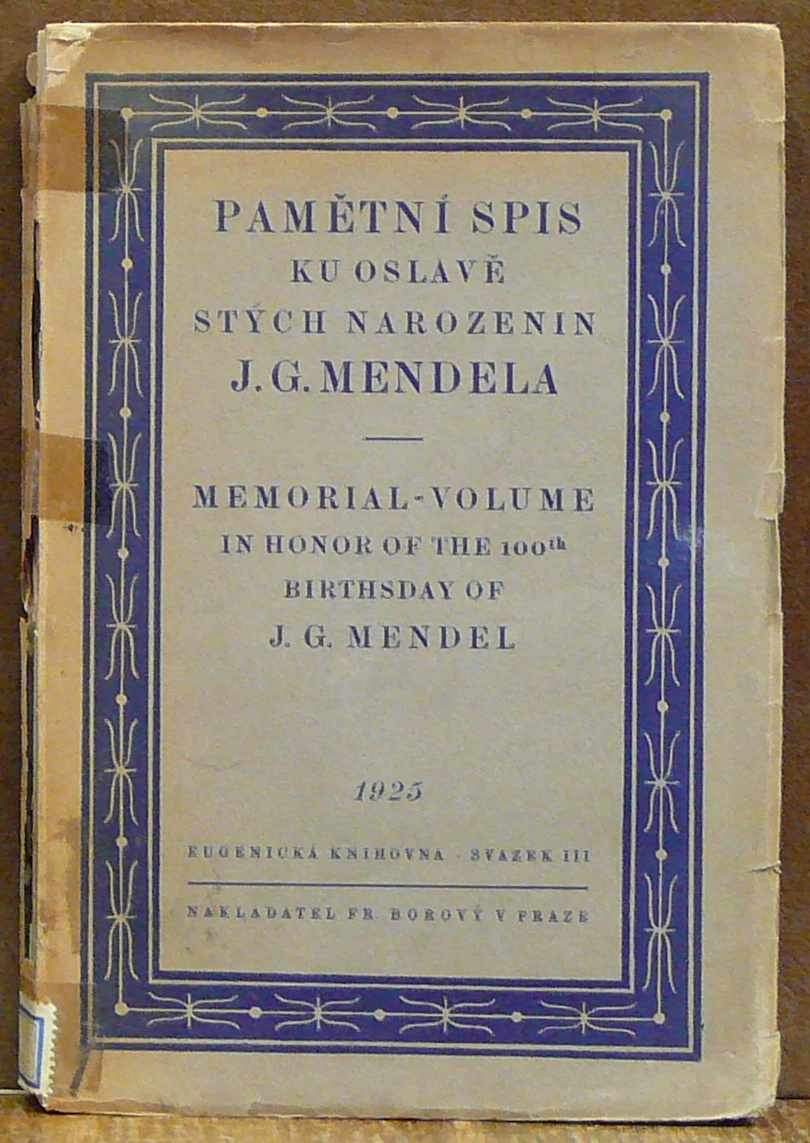 PAMĚTNÍ SPIS
KU OSLAVĚ
STÝCH NAROZENIN
J. G. MENDELA
MEMORIAL-VOLUME
IN HONOR OF THE 100th
BIRTHSDAY OF
J. G. MENDEL
1925
EUGENICKÁ KNIHOVNA · SVAZEK III
NAKLADATEL FR. BOROVÝ V PRAZE